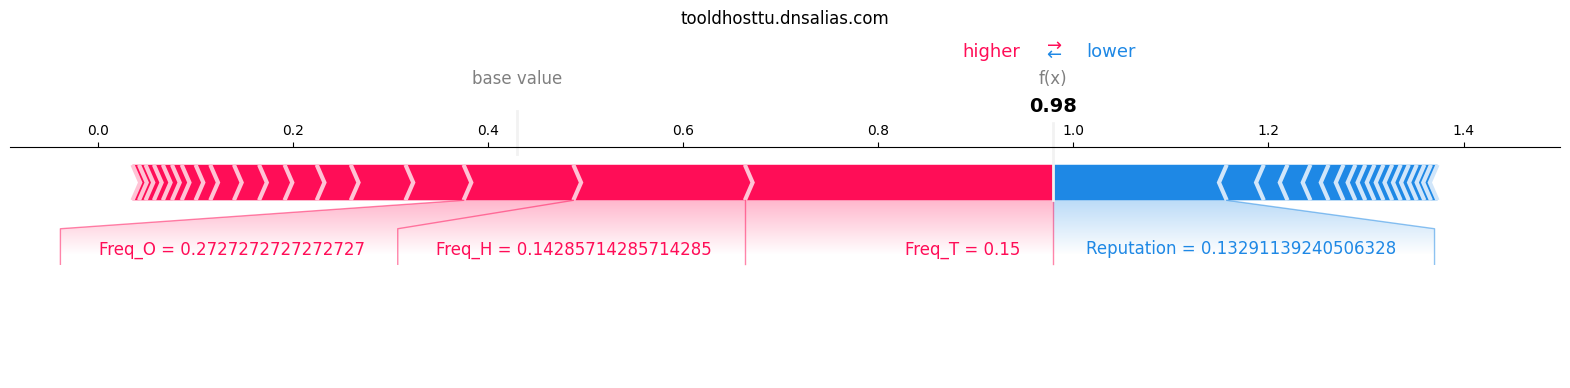 tooldhosttu.dnsalias.com
higher → ← lower
base value f(x)
0.98
0.0 0.2 0.4 0.6 0.8 1.0 1.2 1.4
Freq_O = 0.2727272727272727 Freq_H = 0.14285714285714285 Freq_T = 0.15 Reputation = 0.13291139240506328